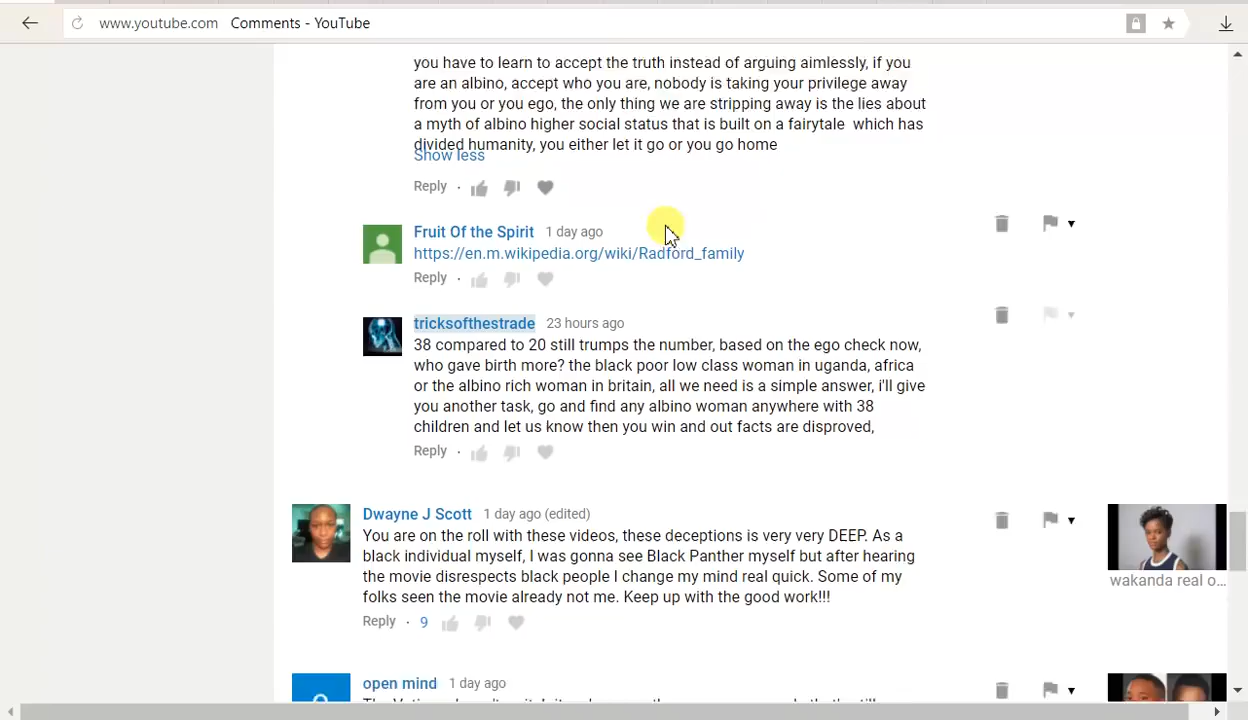 www.youtube.com Comments - YouTube
you have to learn to accept the truth instead of arguing aimlessly, if you
are an albino, accept who you are, nobody is taking your privilege away
from you or you ego, the only thing we are stripping away is the lies about
a myth of albino higher social status that is built on a fairytale which has
divided humanity, you either let it go or you go home
Show less
Reply
Fruit Of the Spirit 1 day ago
https://en.m.wikipedia.org/wiki/Radford_family
Reply
tricksofthestrade 23 hours ago
38 compared to 20 still trumps the number, based on the ego check now,
who gave birth more? the black poor low class woman in uganda, africa
or the albino rich woman in britain, all we need is a simple answer, i'll give
you another task, go and find any albino woman anywhere with 38
children and let us know then you win and out facts are disproved,
Reply
Dwayne J Scott 1 day ago (edited)
You are on the roll with these videos, these deceptions is very very DEEP. As a
black individual myself, I was gonna see Black Panther myself but after hearing
the movie disrespects black people I change my mind real quick. Some of my
folks seen the movie already not me. Keep up with the good work!!!
wakanda real o...
Reply 9
open mind 1 day ago